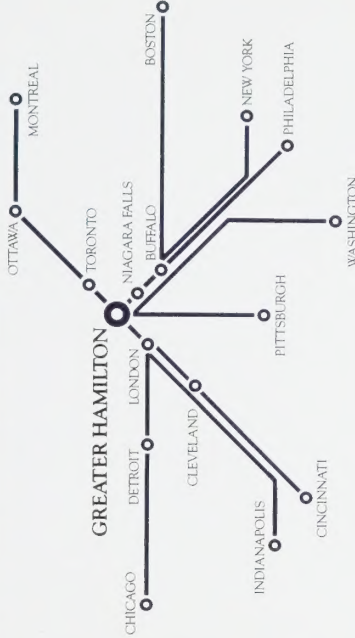 MONTREAL
OTTAWA
TORONTO
BOSTON
NIAGARA FALLS
BUFFALO
NEW YORK
PHILADELPHIA
GREATER HAMILTON
LONDON
DETROIT
CHICAGO
CLEVELAND
PITTSBURGH
WASHINGTON
INDIANAPOLIS
CINCINNATI